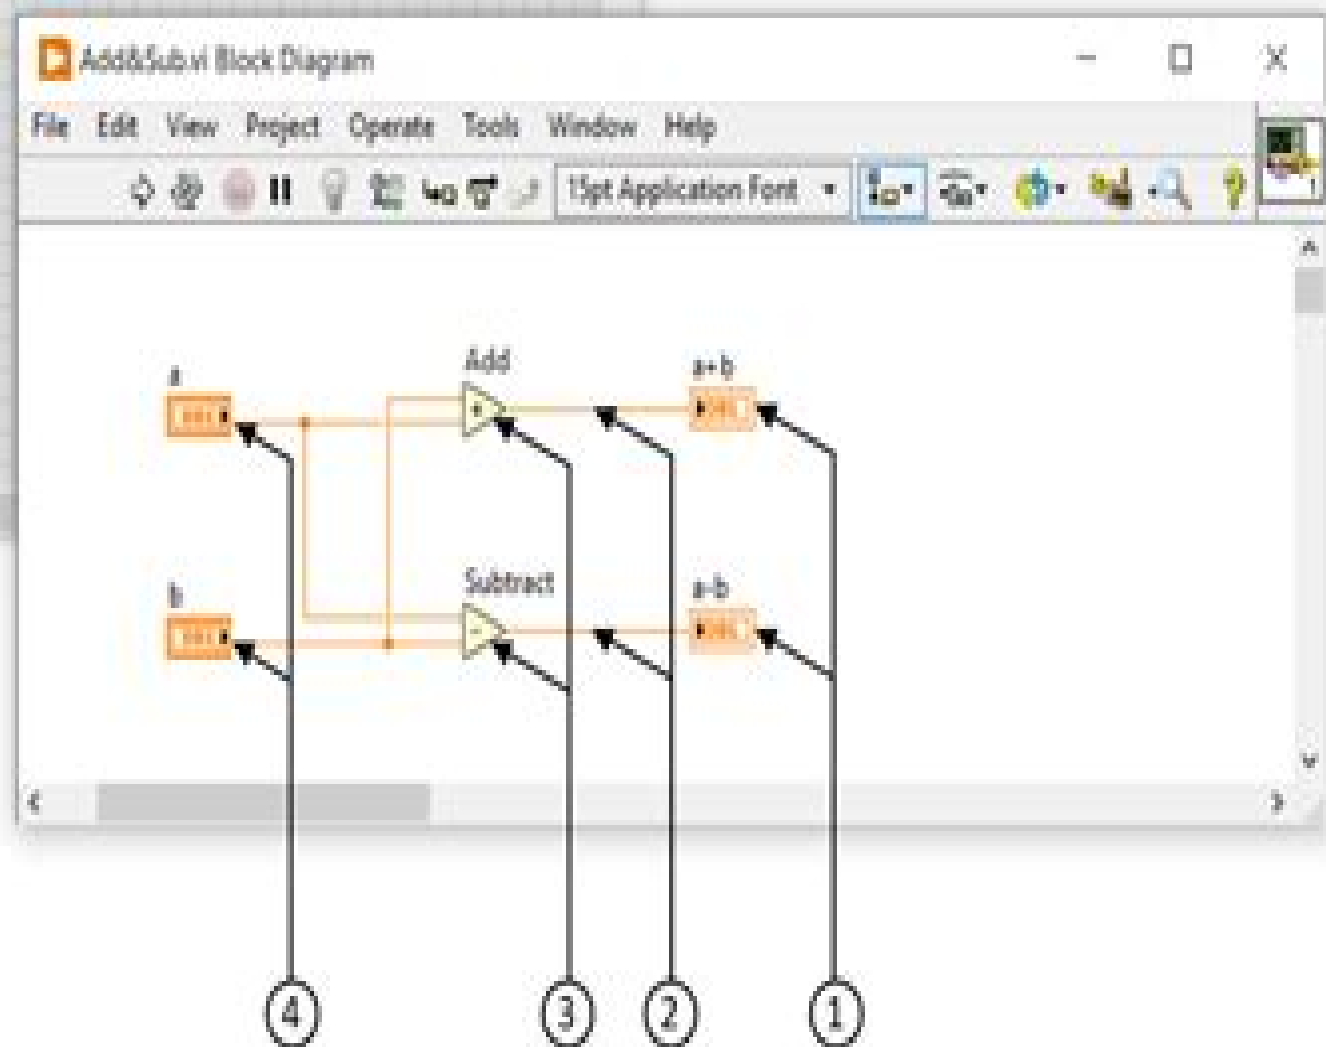 Add&Sub.vi Block Diagram
File Edit View Project Operate Tools Window Help
15pt Application Font
a
Add
a+b
b
Subtract
a-b
4 3 2 1